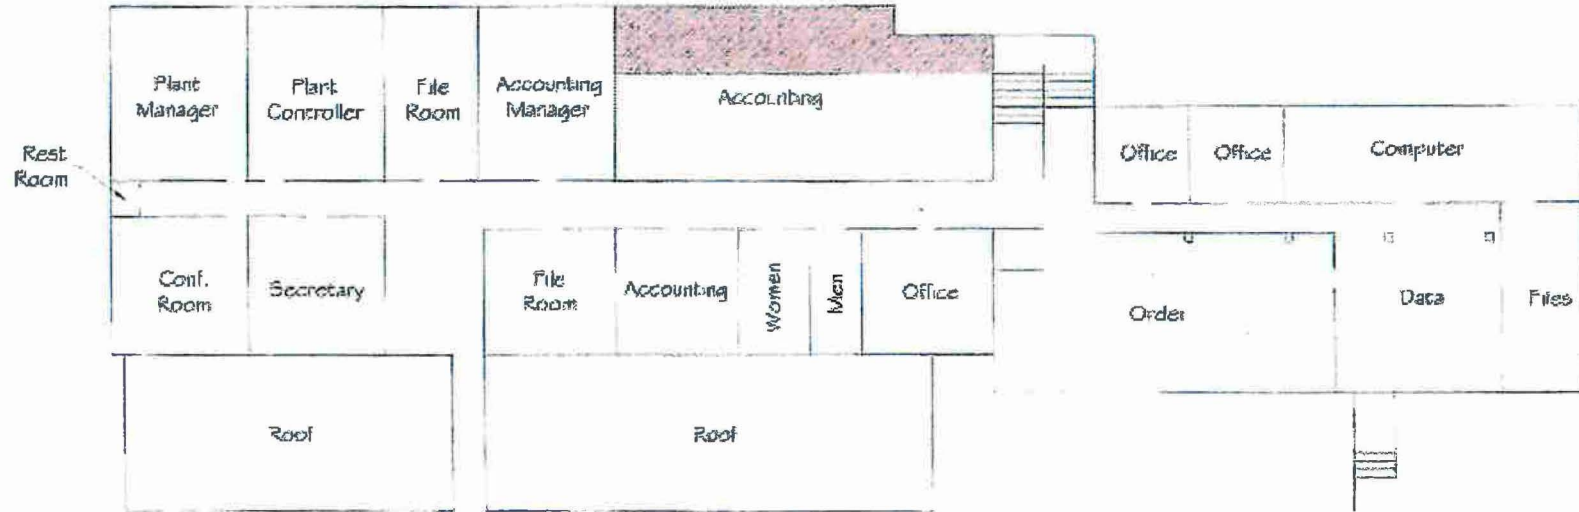 Plant
Manager
Plant
Controller
File
Room
Accounting
Manager
Accounting
Rest
Room
Office
Office
Computer
Conf.
Room
Secretary
File
Room
Accounting
Women
Men
Office
Order
Data
Files
Roof
Roof